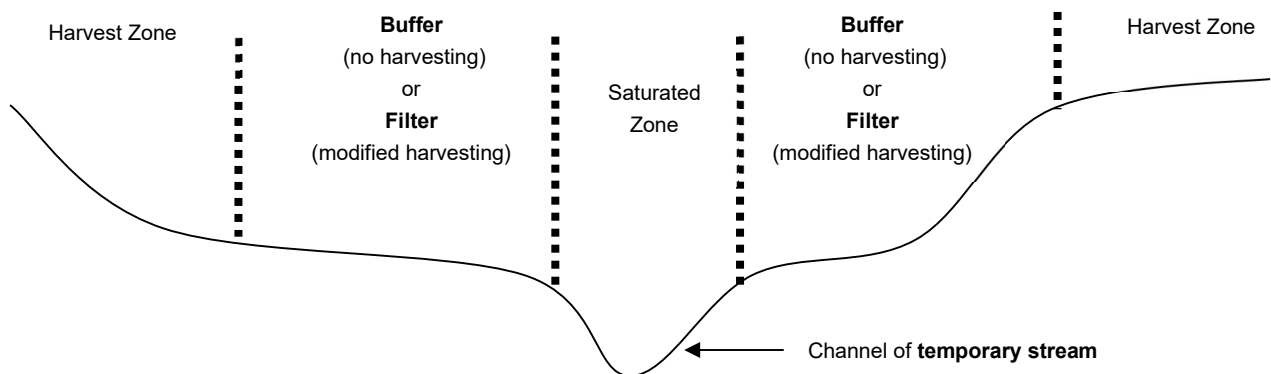 Harvest Zone
Buffer
(no harvesting)
or
Filter
(modified harvesting)
Saturated
Zone
Buffer
(no harvesting)
or
Filter
(modified harvesting)
Harvest Zone
Channel of temporary stream